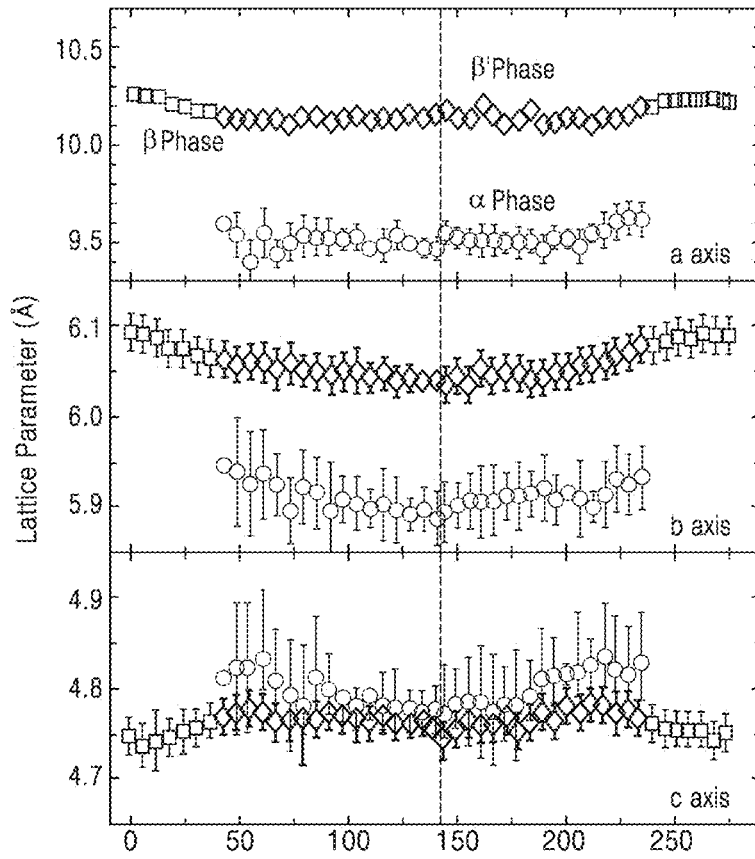 10.5
β' Phase
10.0
β Phase
α Phase
9.5
a axis
Lattice Parameter (Å)
6.1
6.0
5.9
b axis
4.9
4.8
4.7
c axis
0 50 100 150 200 250